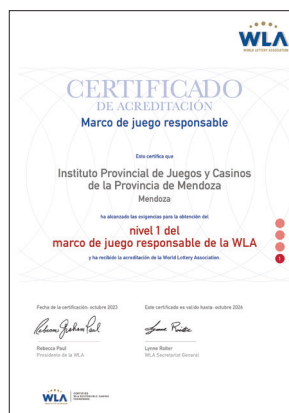 WLA
WORLD LOTTERY ASSOCIATION
CERTIFICADO
DE ACREDITACIÓN
Marco de juego responsable
Esto certifica que
Instituto Provincial de Juegos y Casinos
de la Provincia de Mendoza
Mendoza
ha alcanzado las exigencias para la obtención del
nivel 1 del
marco de juego responsable de la WLA
y ha recibido la acreditación de la World Lottery Association.
1
Fecha de la certificación: octubre 2023
Este certificado es valido hasta: octubre 2026
Rebecca Paul
Presidenta de la WLA
Lynne Roiter
WLA Secretarial General
WLA